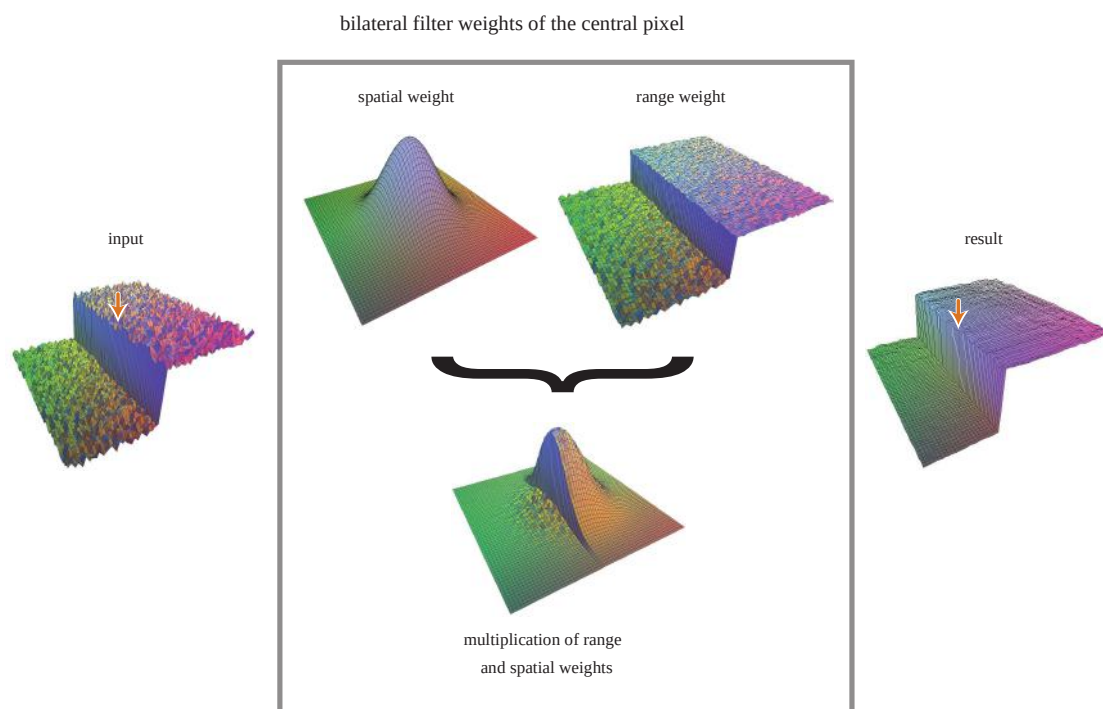 bilateral filter weights of the central pixel
spatial weight
range weight
input
result
multiplication of range
and spatial weights